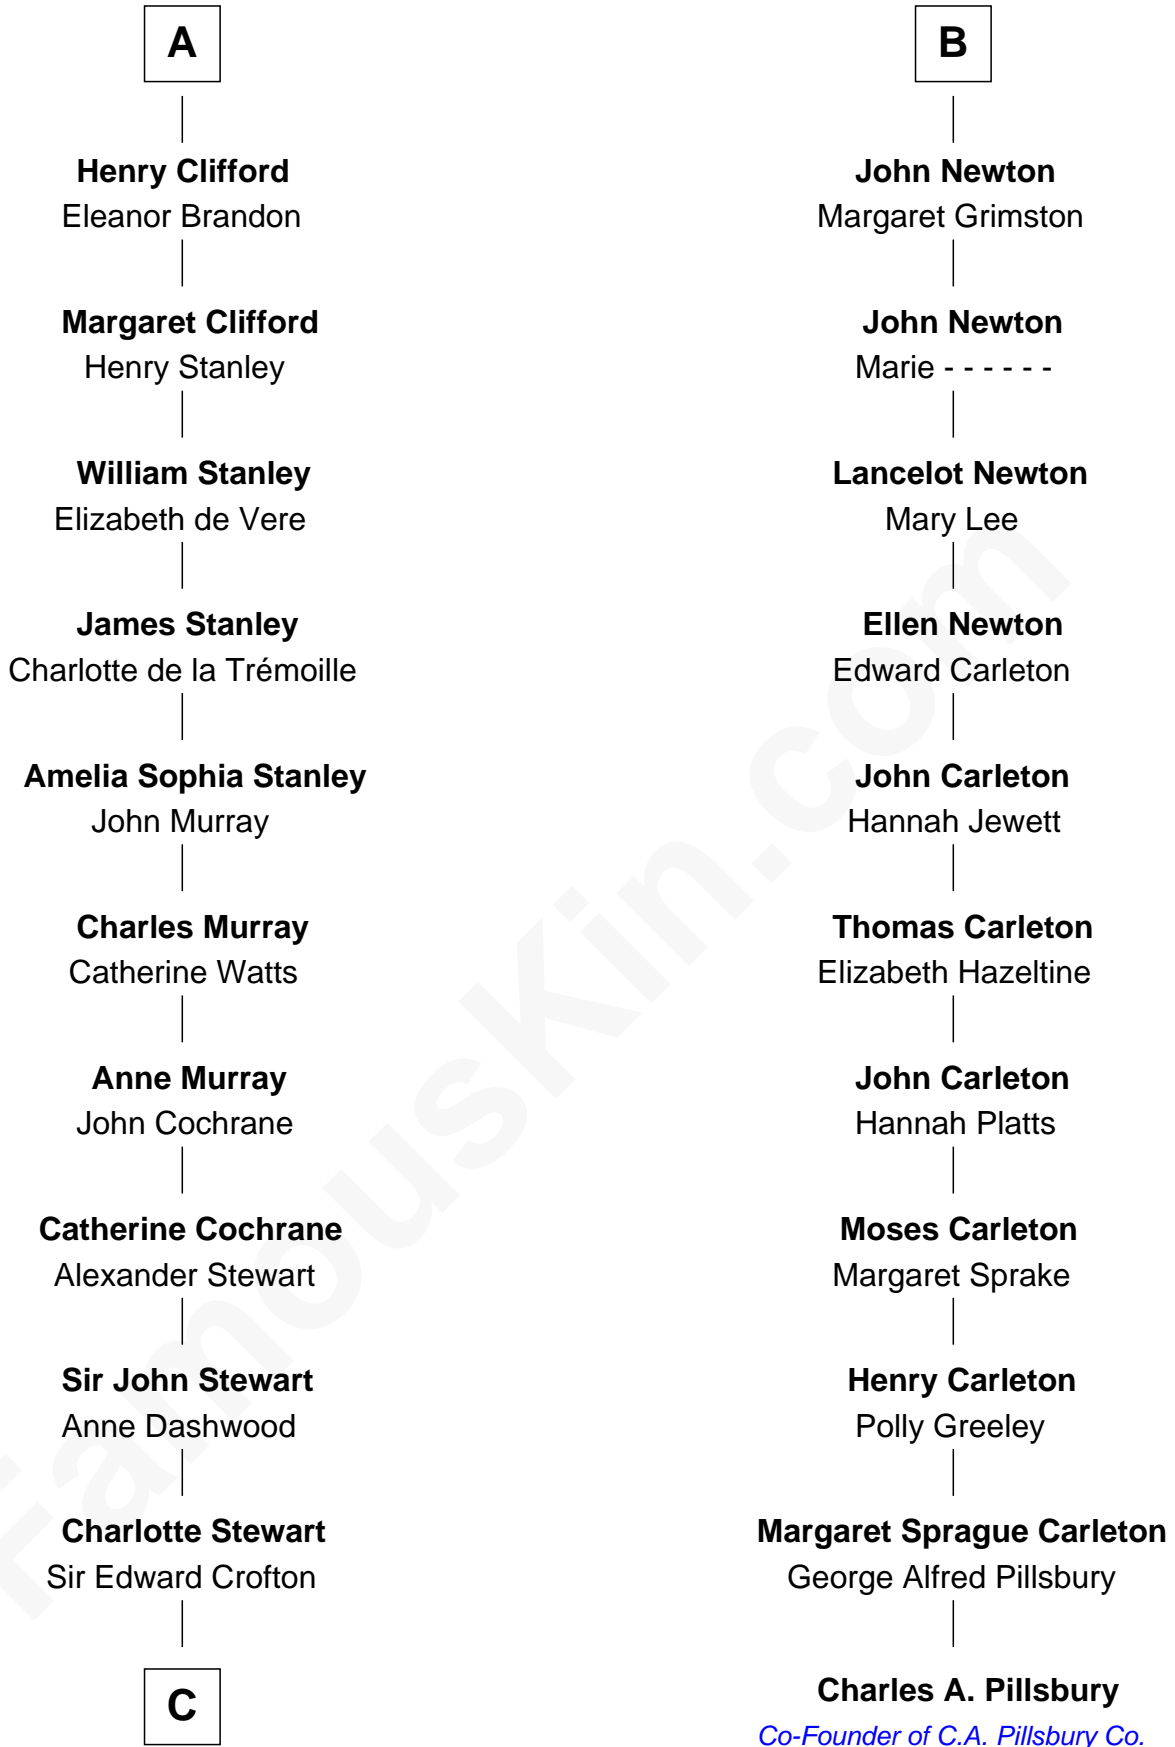 A
Henry Clifford
Eleanor Brandon
Margaret Clifford
Henry Stanley
William Stanley
Elizabeth de Vere
James Stanley
Charlotte de la Trémoille
Amelia Sophia Stanley
John Murray
Charles Murray
Catherine Watts
Anne Murray
John Cochrane
Catherine Cochrane
Alexander Stewart
Sir John Stewart
Anne Dashwood
Charlotte Stewart
Sir Edward Crofton
C
B
John Newton
Margaret Grimston
John Newton
Marie - - - - - -
Lancelot Newton
Mary Lee
Ellen Newton
Edward Carleton
John Carleton
Hannah Jewett
Thomas Carleton
Elizabeth Hazeltine
John Carleton
Hannah Platts
Moses Carleton
Margaret Sprake
Henry Carleton
Polly Greeley
Margaret Sprague Carleton
George Alfred Pillsbury
Charles A. Pillsbury
Co-Founder of C.A. Pillsbury Co.
FamousKin.com